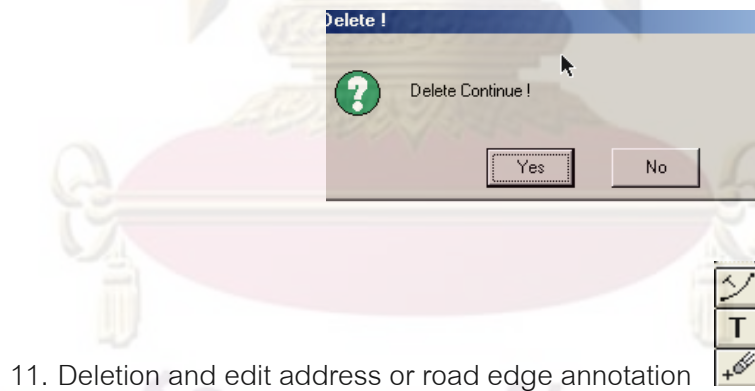 Delete !
Delete Continue !
Yes
No
T
11. Deletion and edit address or road edge annotation